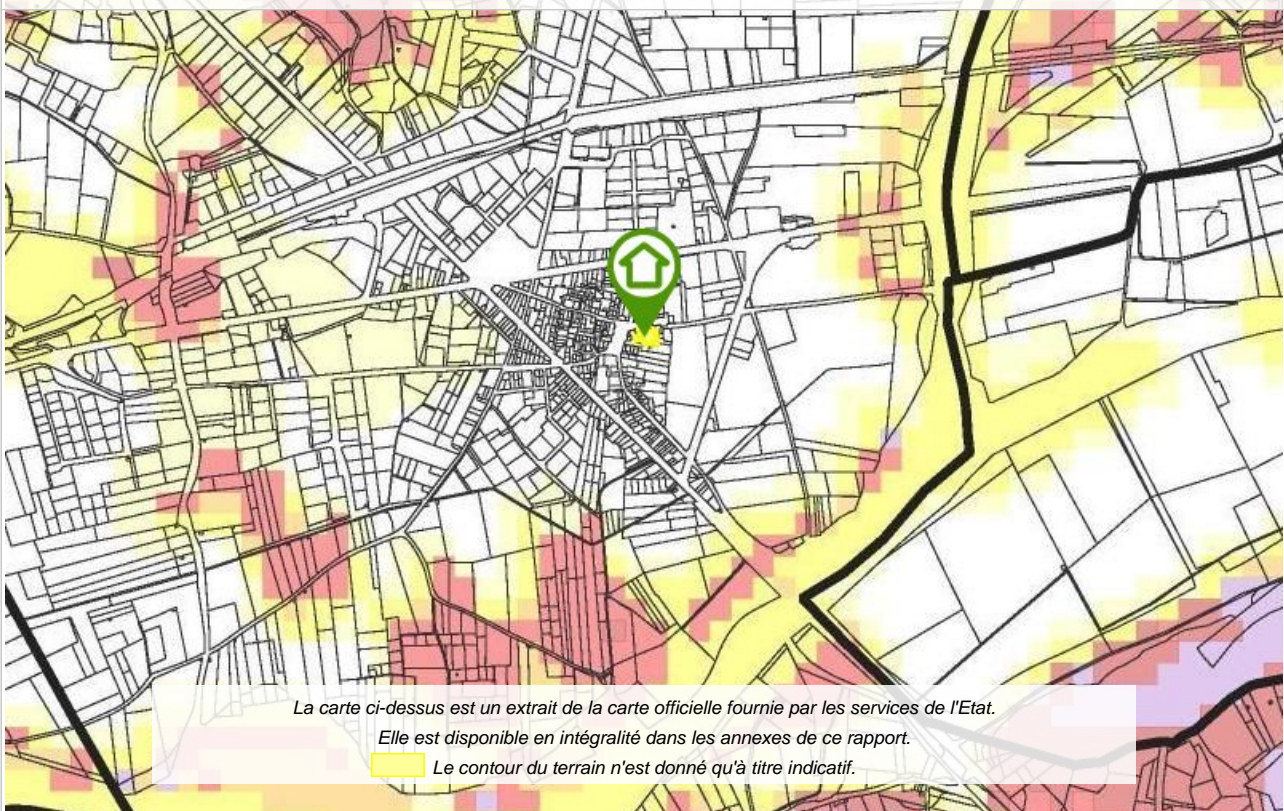 La carte ci-dessus est un extrait de la carte officielle fournie par les services de l'Etat.
Elle est disponible en intégralité dans les annexes de ce rapport.
Le contour du terrain n'est donné qu'à titre indicatif.